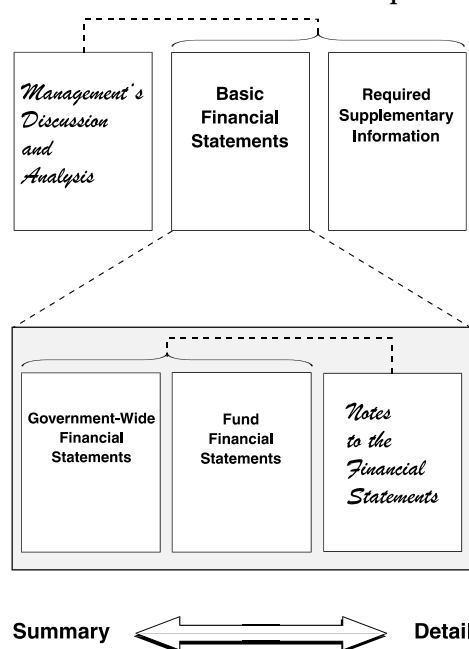 Management's
Discussion
and
Analysis
Basic
Financial
Statements
Required
Supplementary
Information
Government-Wide
Financial
Statements
Fund
Financial
Statements
Notes
to the
Financial
Statements
Summary
Detail